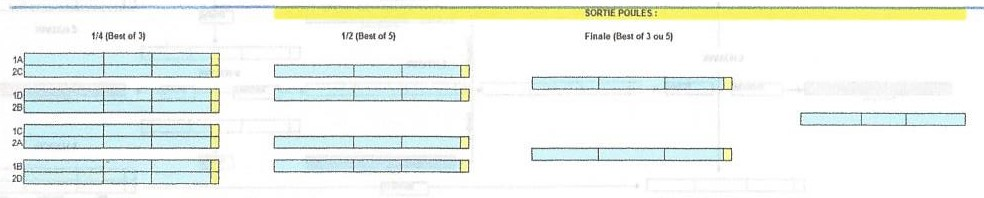 SORTIE POULES :
1/4 (Best of 3) 1/2 (Best of 5) Finale (Best of 3 ou 5)
1A
2C
1D
2B
1C
2A
1B
2D